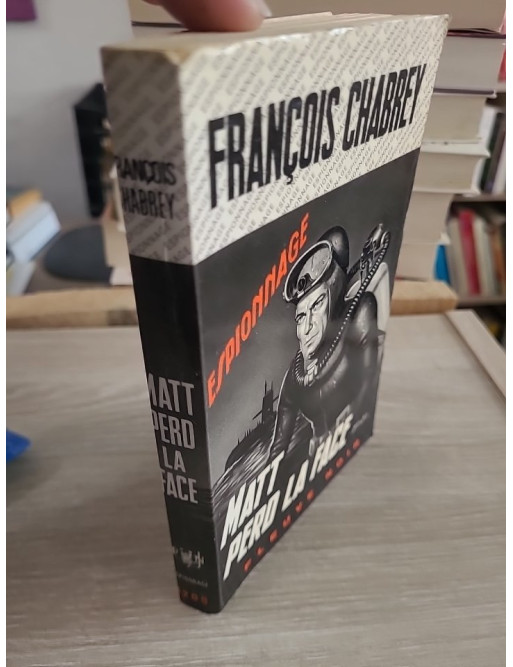 FRANÇOIS CHABREY
ESPIONNAGE
MATT
PERD LA FACE
FLEUVE NOIR
FRANÇOIS
CHABREY
MATT
PERD
LA
FACE